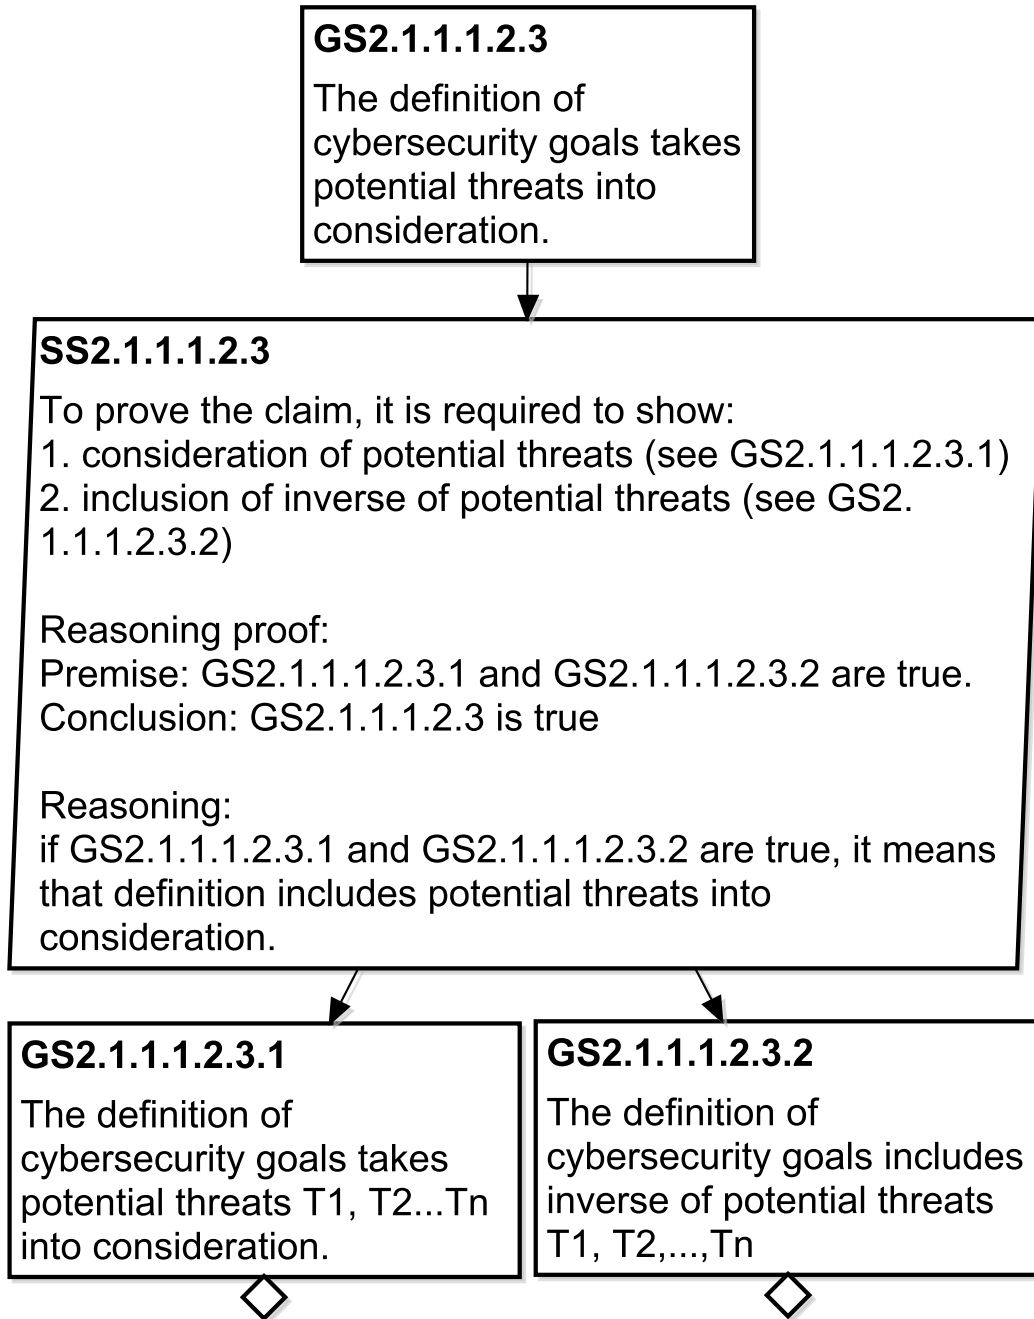 GS2.1.1.1.2.3
The definition of
cybersecurity goals takes
potential threats into
consideration.
SS2.1.1.1.2.3
To prove the claim, it is required to show:
1. consideration of potential threats (see GS2.1.1.1.2.3.1)
2. inclusion of inverse of potential threats (see GS2.
1.1.1.2.3.2)
Reasoning proof:
Premise: GS2.1.1.1.2.3.1 and GS2.1.1.1.2.3.2 are true.
Conclusion: GS2.1.1.1.2.3 is true
Reasoning:
if GS2.1.1.1.2.3.1 and GS2.1.1.1.2.3.2 are true, it means
that definition includes potential threats into
consideration.
GS2.1.1.1.2.3.1
The definition of
cybersecurity goals takes
potential threats T1, T2...Tn
into consideration.
GS2.1.1.1.2.3.2
The definition of
cybersecurity goals includes
inverse of potential threats
T1, T2,...,Tn